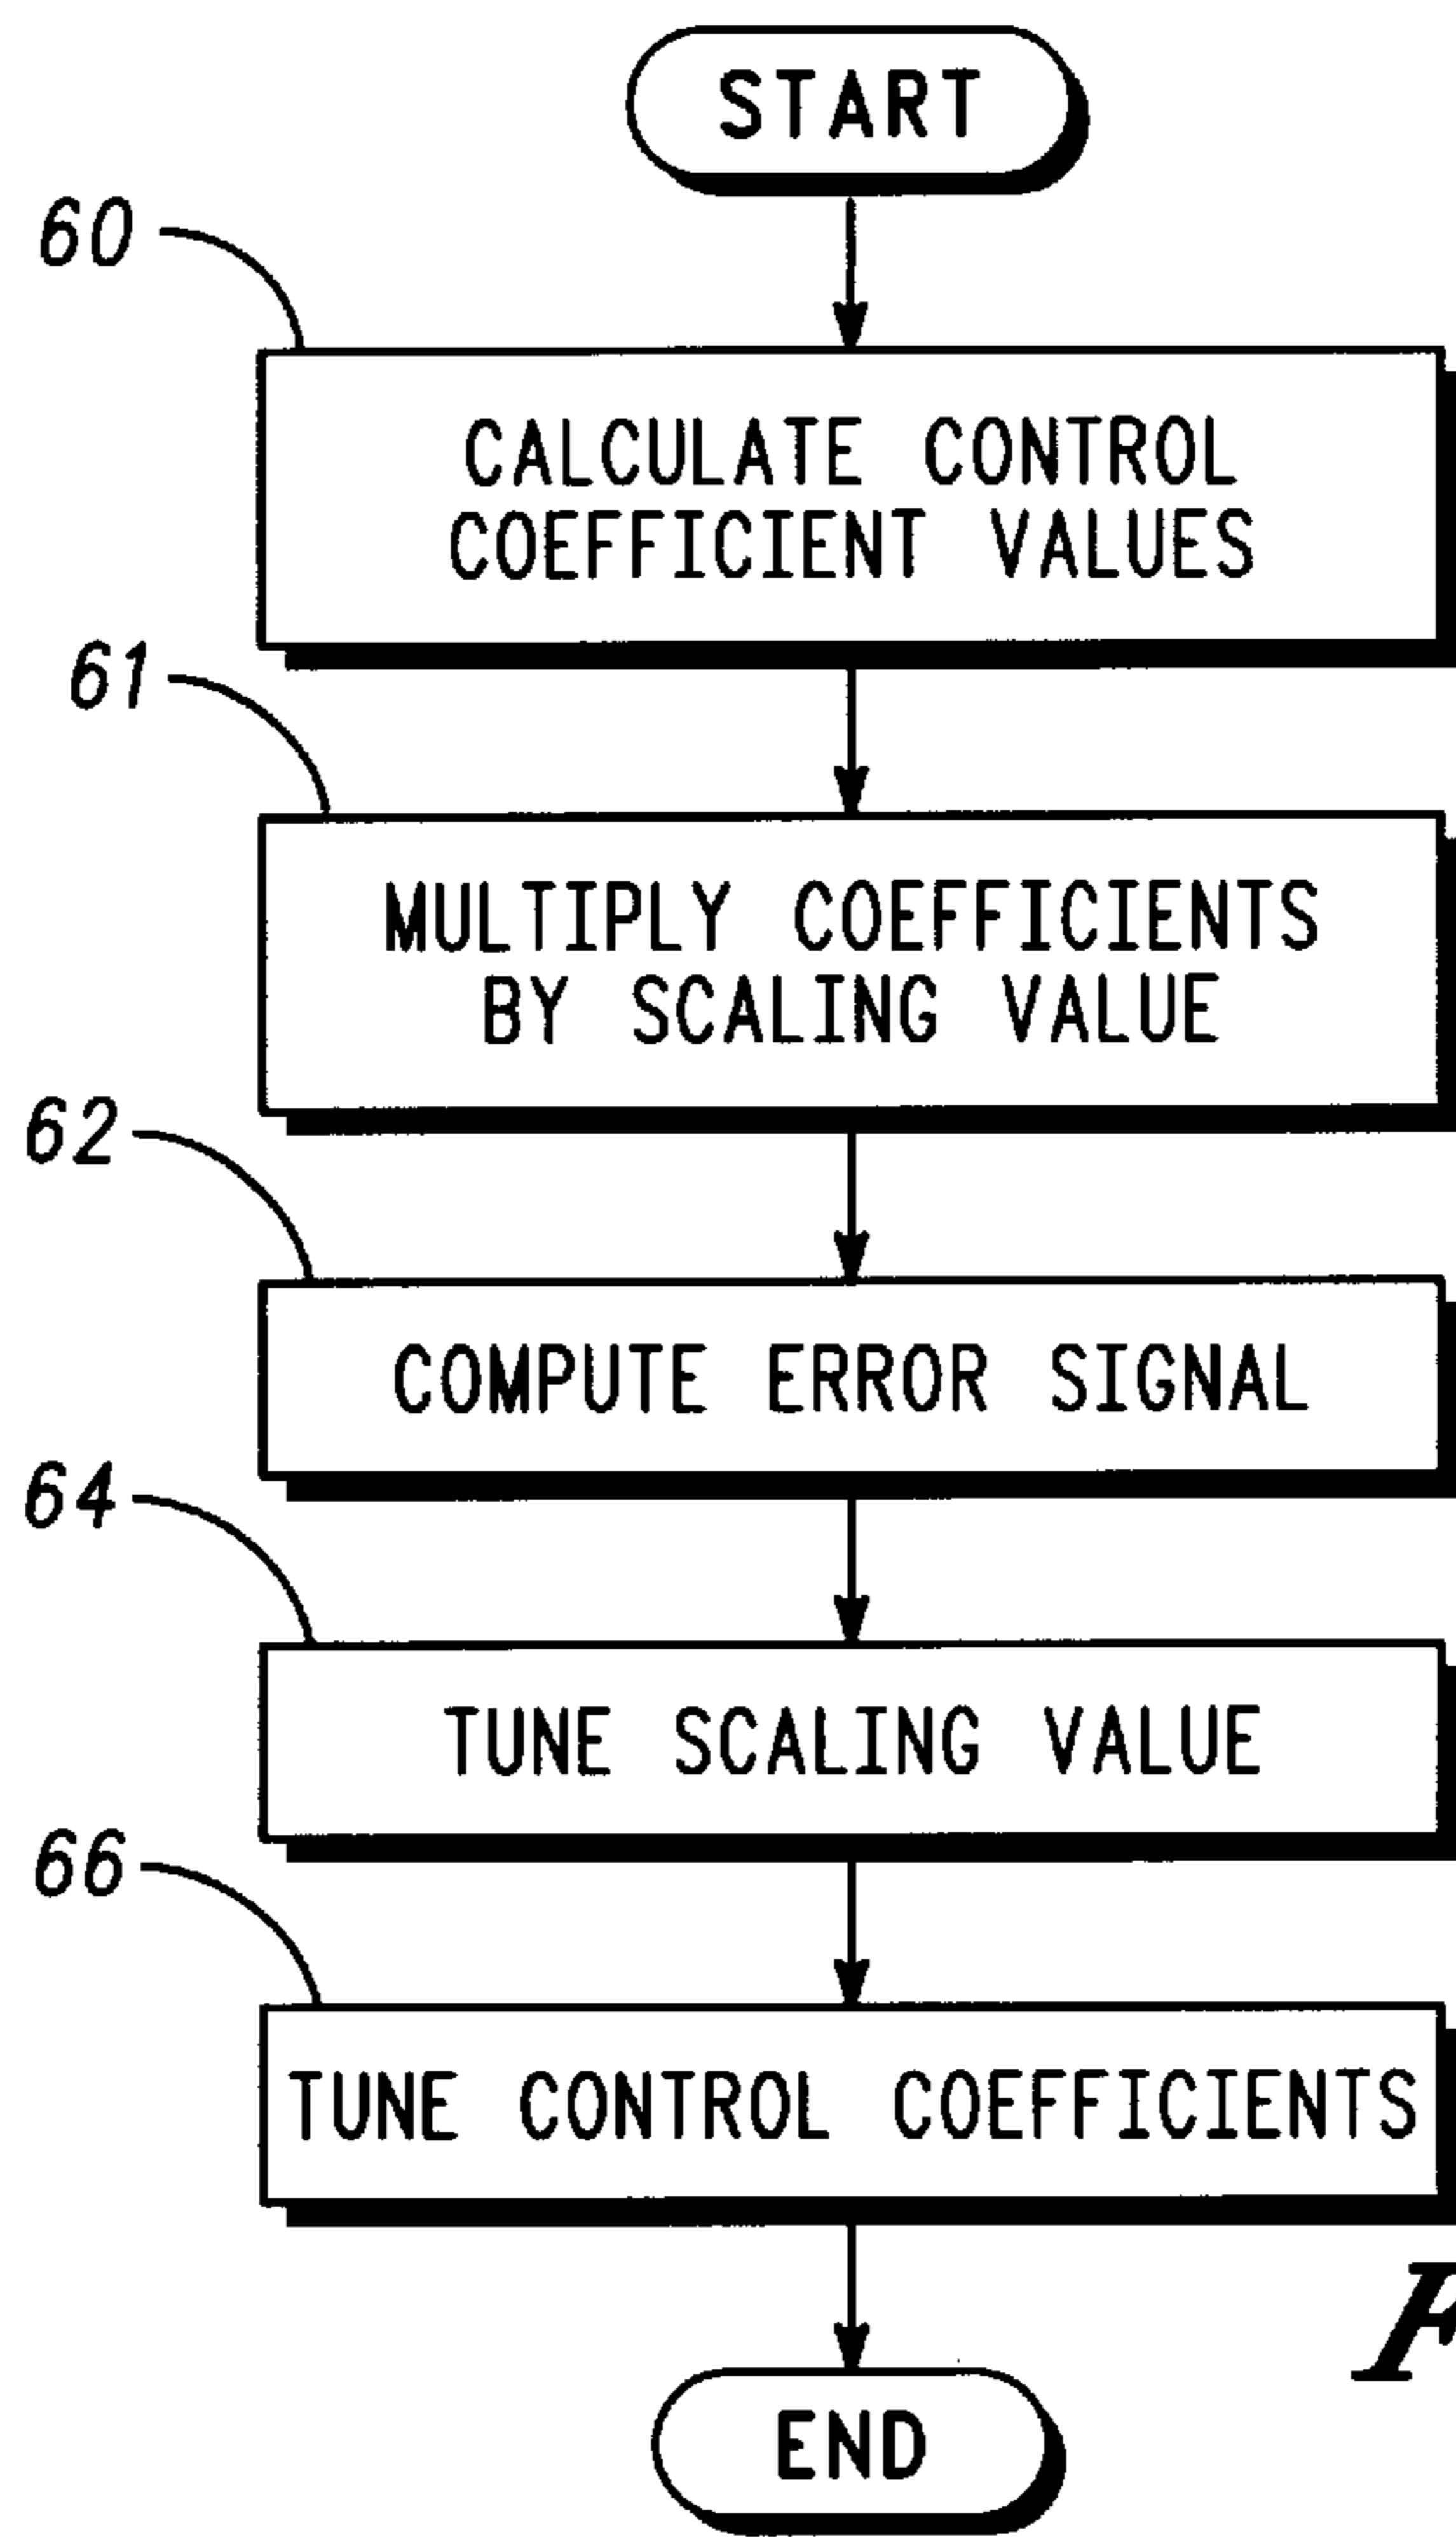 START
60
CALCULATE CONTROL
COEFFICIENT VALUES
61
MULTIPLY COEFFICIENTS
BY SCALING VALUE
62
COMPUTE ERROR SIGNAL
64
TUNE SCALING VALUE
66
TUNE CONTROL COEFFICIENTS
END